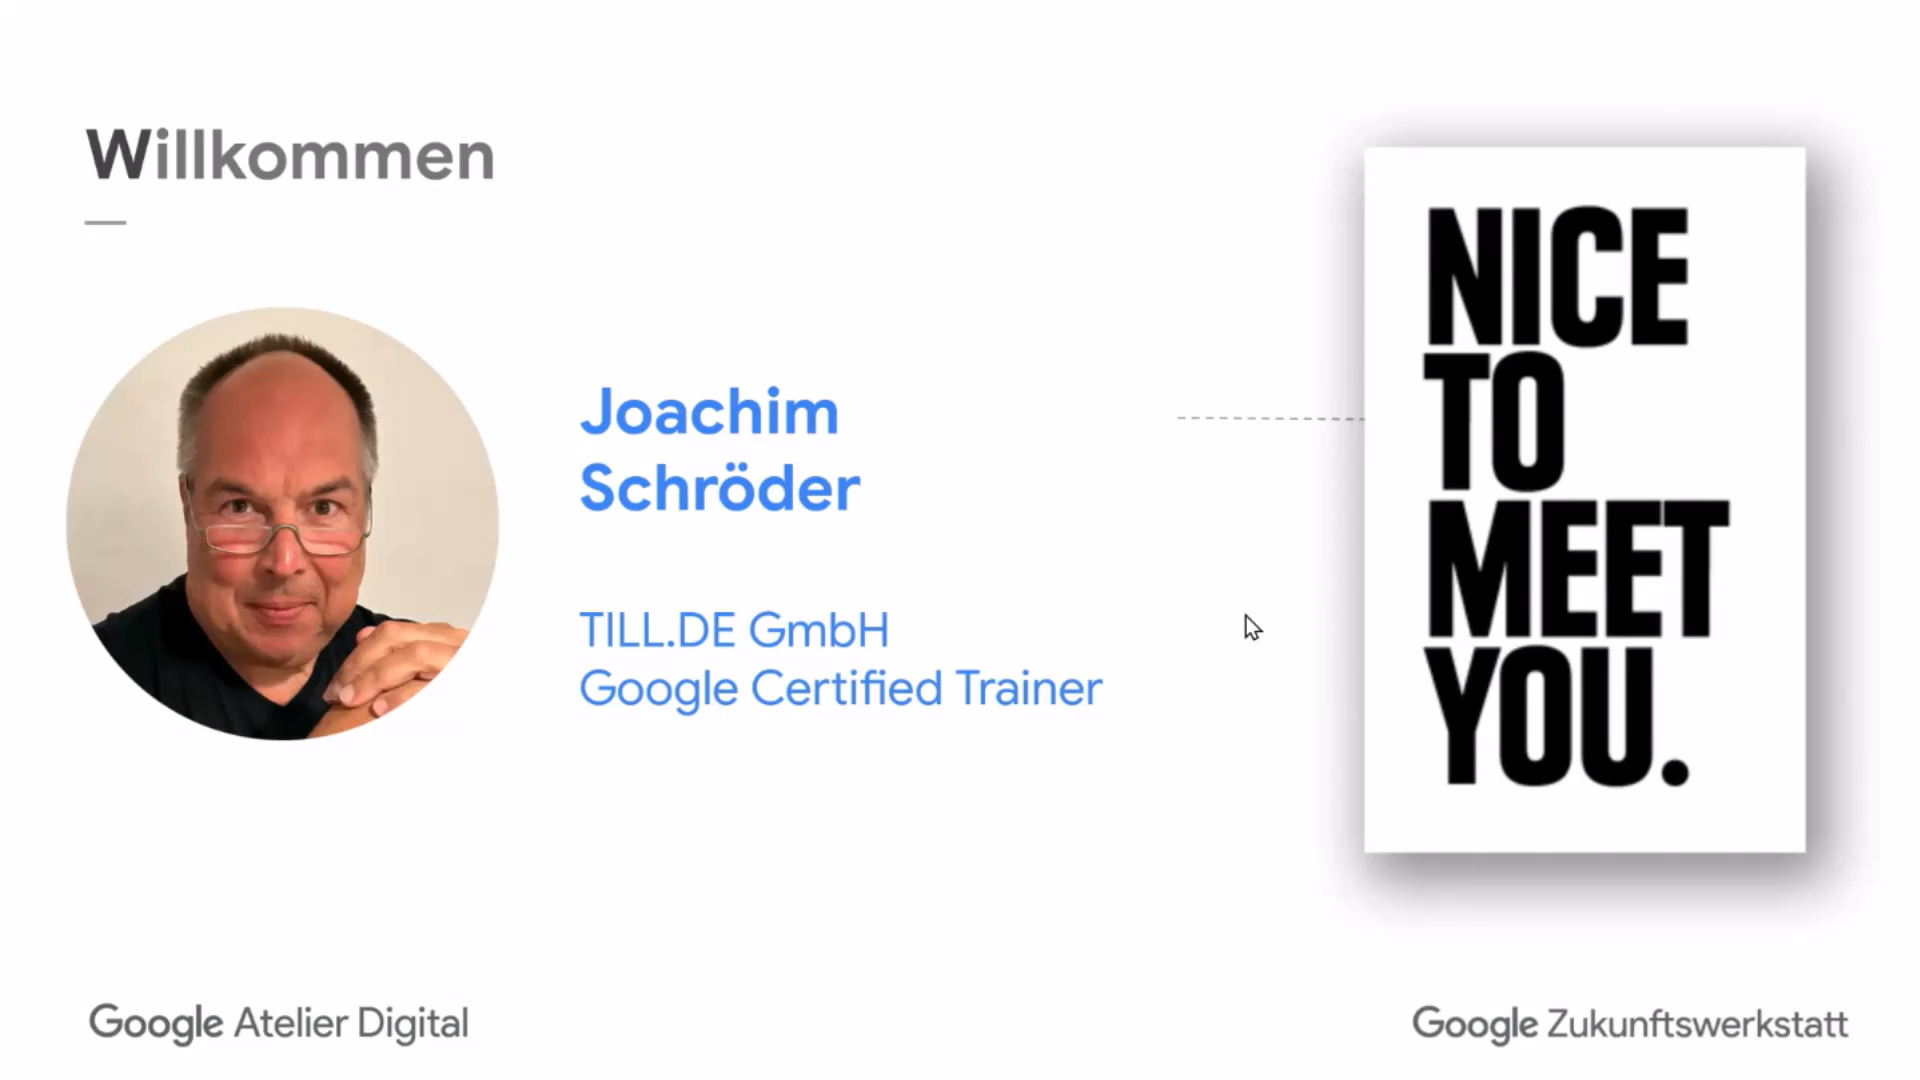 Willkommen
Joachim
Schröder
TILL.DE GmbH
Google Certified Trainer
NICE
TO
MEET
YOU.
Google Atelier Digital
Google Zukunftswerkstatt